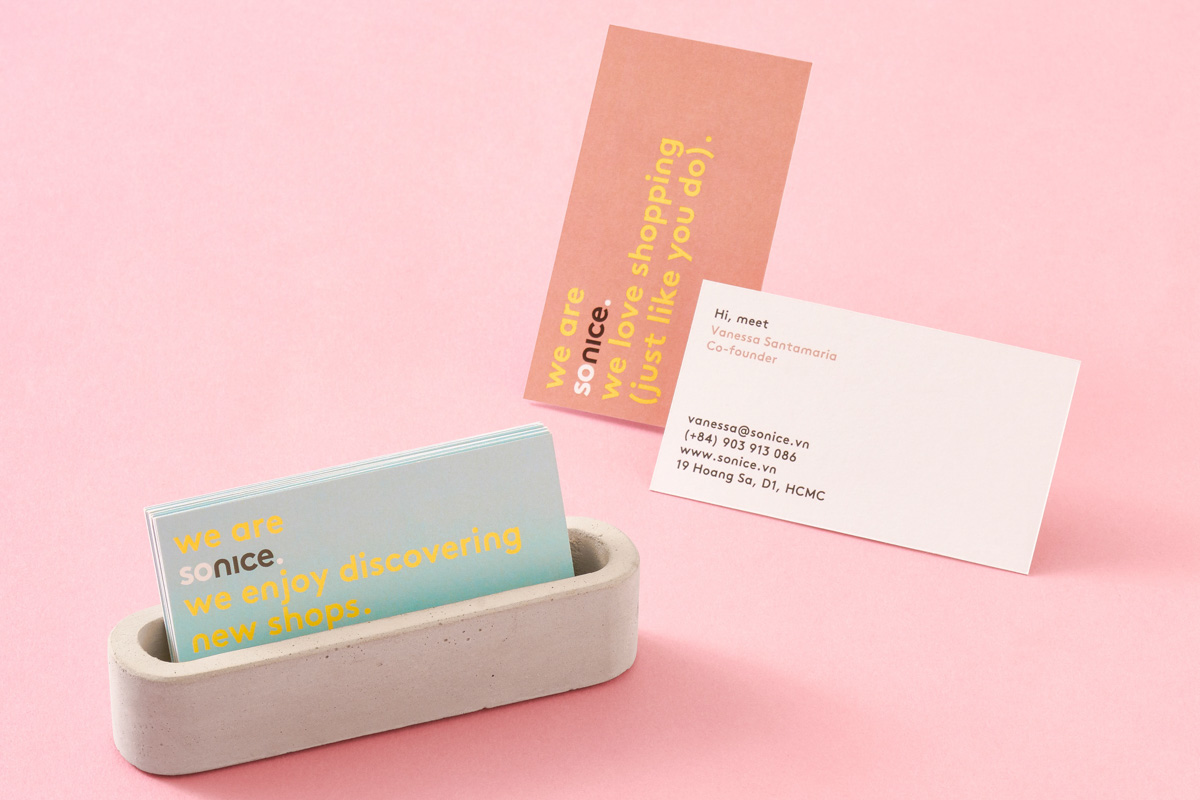 we are
sonice.
we love shopping
(just like you do).
Hi, meet
Vanessa Santamaria
Co-founder
vanessa@sonice.vn
(+84) 903 913 086
www.sonice.vn
19 Hoang Sa, D1, HCMC
we are
sonice.
we enjoy discovering
new shops.